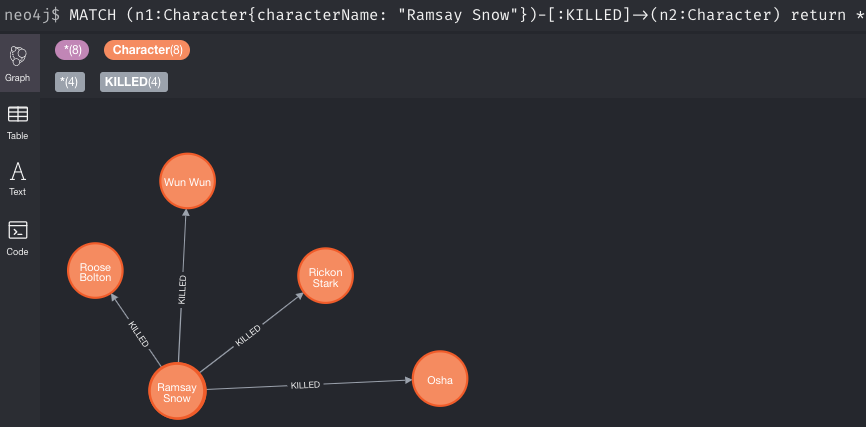 neo4j$ MATCH (n1:Character{characterName: "Ramsay Snow"})-[:KILLED]→(n2:Character) return *
Graph
*(8) Character(8)
*(4) KILLED(4)
Table
Text
Code
Wun Wun
Roose
Bolton
Rickon
Stark
KILLED
KILLED
KILLED
Ramsay
Snow
KILLED
Osha